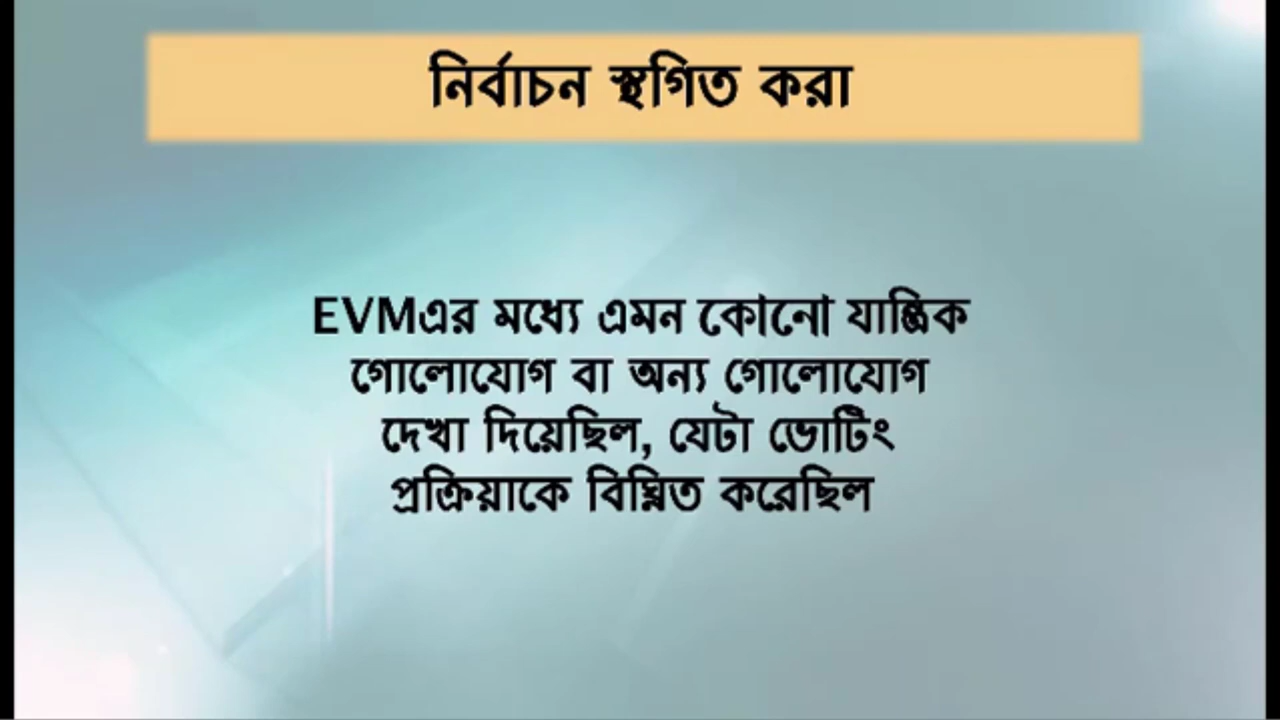 নির্বাচন স্থগিত করা
EVMএর মধ্যে এমন কোনো যান্ত্রিক
গোলোযোগ বা অন্য গোলোযোগ
দেখা দিয়েছিল, যেটা ভোটিং
প্রক্রিয়াকে বিঘ্নিত করেছিল